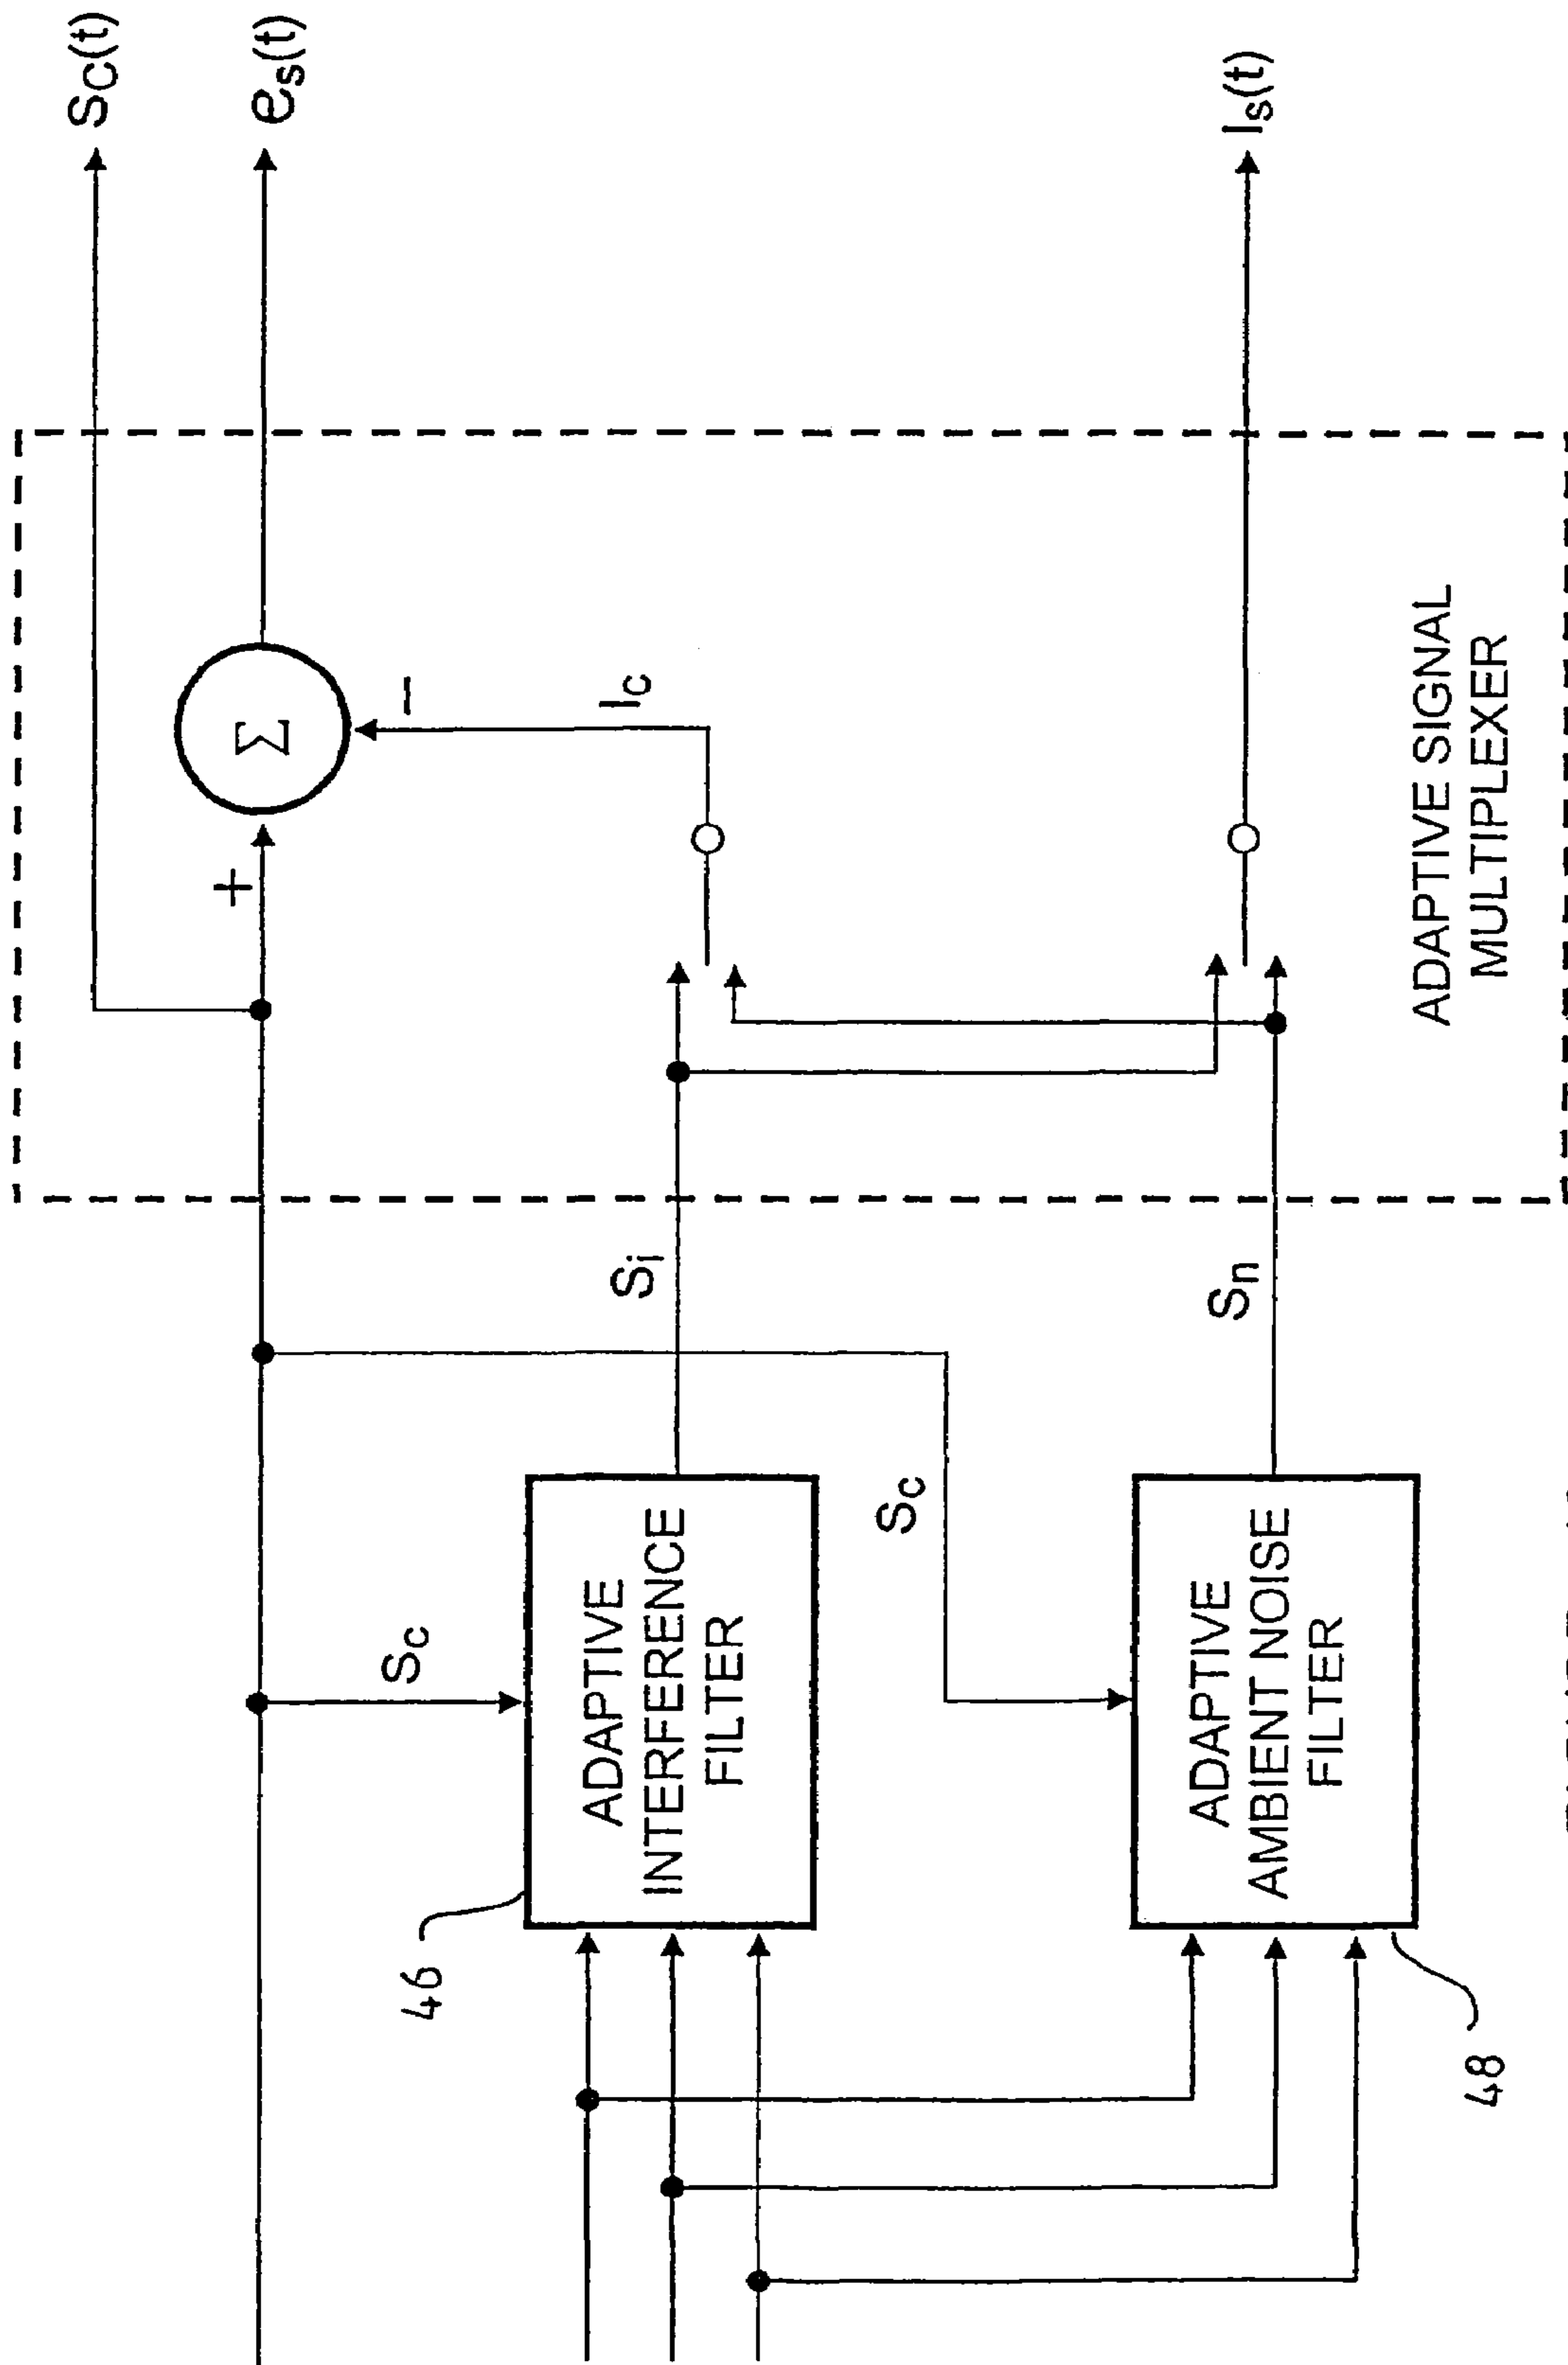 Sc(t)
es(t)
Is(t)
Σ
+
−
Ic
ADAPTIVE SIGNAL
MULTIPLEXER
Si
Sn
Sc
Sc
ADAPTIVE
INTERFERENCE
FILTER
46
ADAPTIVE
AMBIENT NOISE
FILTER
48